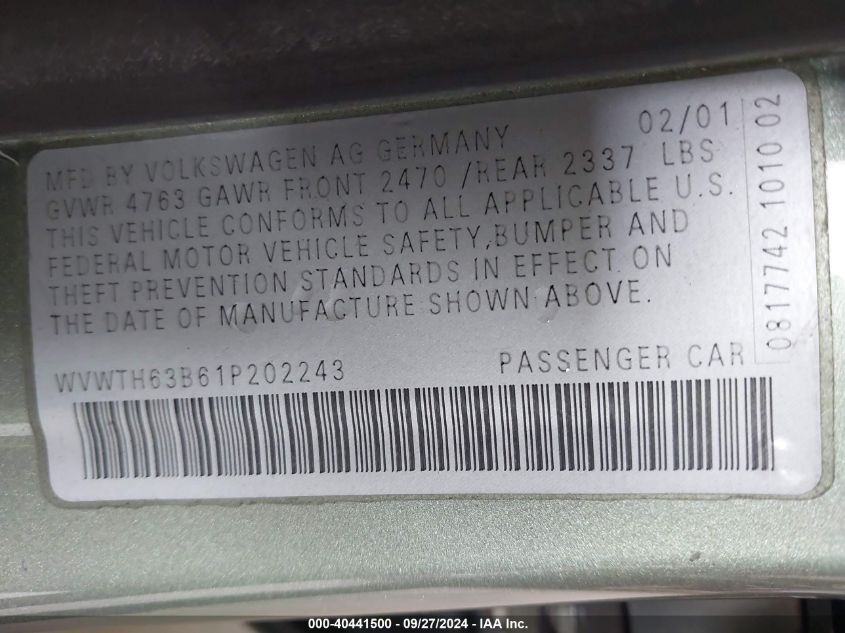 02/01
MFD BY VOLKSWAGEN AG GERMANY
GVWR 4763 GAWR FRONT 2470 /REAR 2337 LBS
THIS VEHICLE CONFORMS TO ALL APPLICABLE U.S.
FEDERAL MOTOR VEHICLE SAFETY,BUMPER AND
THEFT PREVENTION STANDARDS IN EFFECT ON
THE DATE OF MANUFACTURE SHOWN ABOVE.
WVWTH63B61P202243 PASSENGER CAR
0817742 1010 02
000-40441500 - 09/27/2024 - IAA Inc.